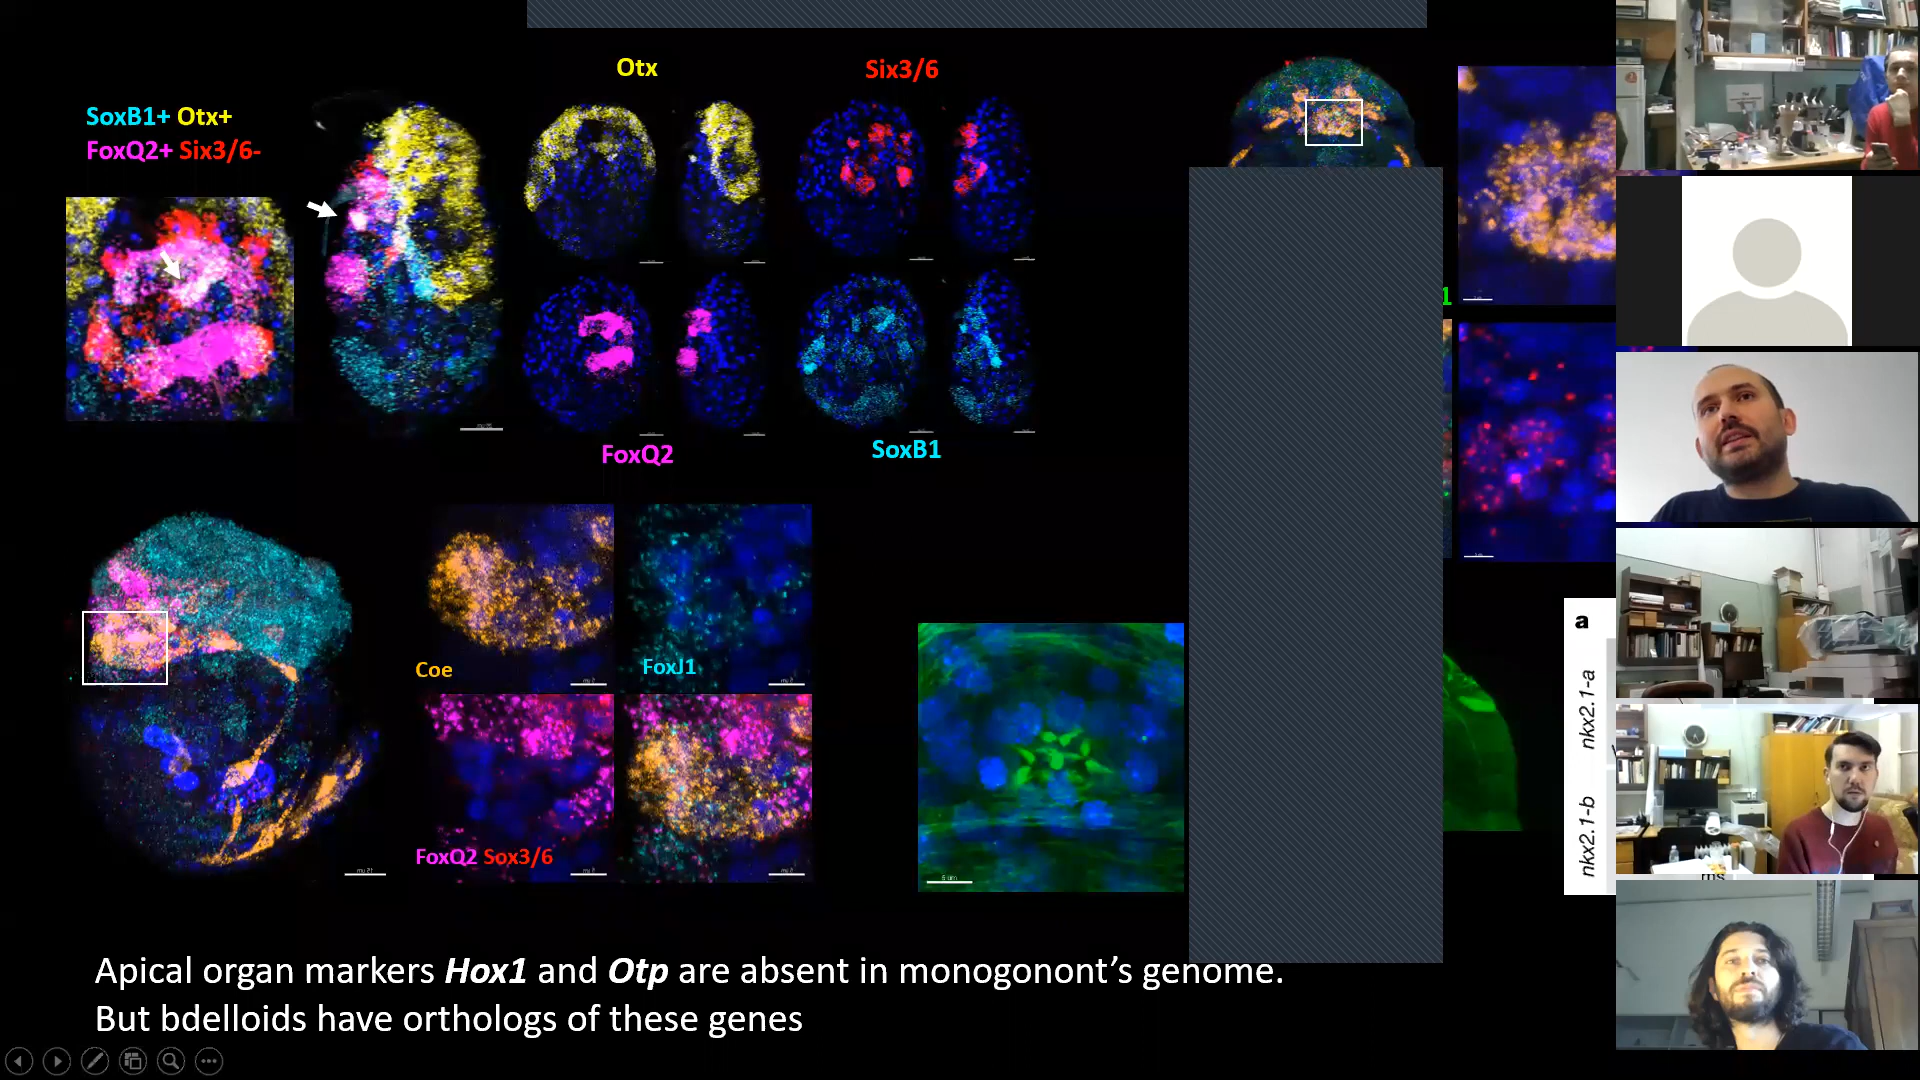 Otx
Six3/6
SoxB1+ Otx+
FoxQ2+ Six3/6-
FoxQ2
SoxB1
1
Coe
FoxJ1
FoxQ2 Sox3/6
a
nkx2.1-a
nkx2.1-b
Apical organ markers Hox1 and Otp are absent in monogonont’s genome.
But bdelloids have orthologs of these genes